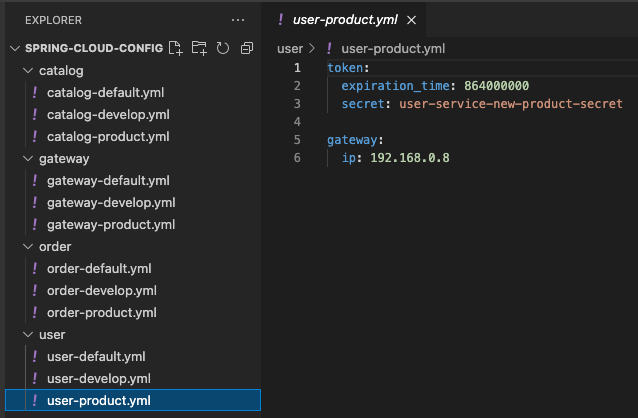 EXPLORER
SPRING-CLOUD-CONFIG
catalog
! catalog-default.yml
! catalog-develop.yml
! catalog-product.yml
gateway
! gateway-default.yml
! gateway-develop.yml
! gateway-product.yml
order
! order-default.yml
! order-develop.yml
! order-product.yml
user
! user-default.yml
! user-develop.yml
! user-product.yml
! user-product.yml
user > ! user-product.yml
1 token:
2   expiration_time: 864000000
3   secret: user-service-new-product-secret
4
5 gateway:
6   ip: 192.168.0.8